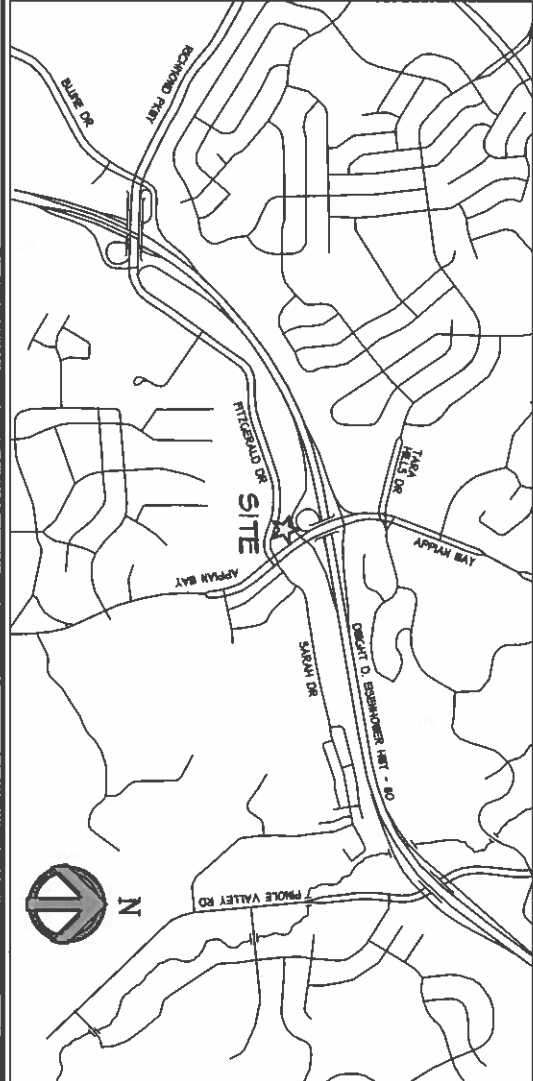 RICHMOND PKWY
BLUME DR
FITZGERALD DR
TARA
HILLS DR
SITE
APPIAN WAY
APPIAN WAY
SARAH DR
DWIGHT D. EISENHOWER HWY - 80
PINOLE VALLEY RD
N